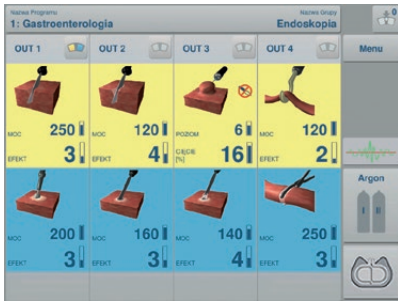 Nazwa Programu
Nazwa Grupy
1: Gastroenterologia
Endoskopia
0
OUT 1
OUT 2
OUT 3
OUT 4
Menu
MOC 250
MOC 120
POZIOM 6
MOC 120
EFEKT 3
EFEKT 4
CIĘCIE [%] 16
EFEKT 2
Argon
I II
MOC 200
MOC 160
MOC 140
MOC 250
EFEKT 3
EFEKT 3
EFEKT 4
EFEKT 3